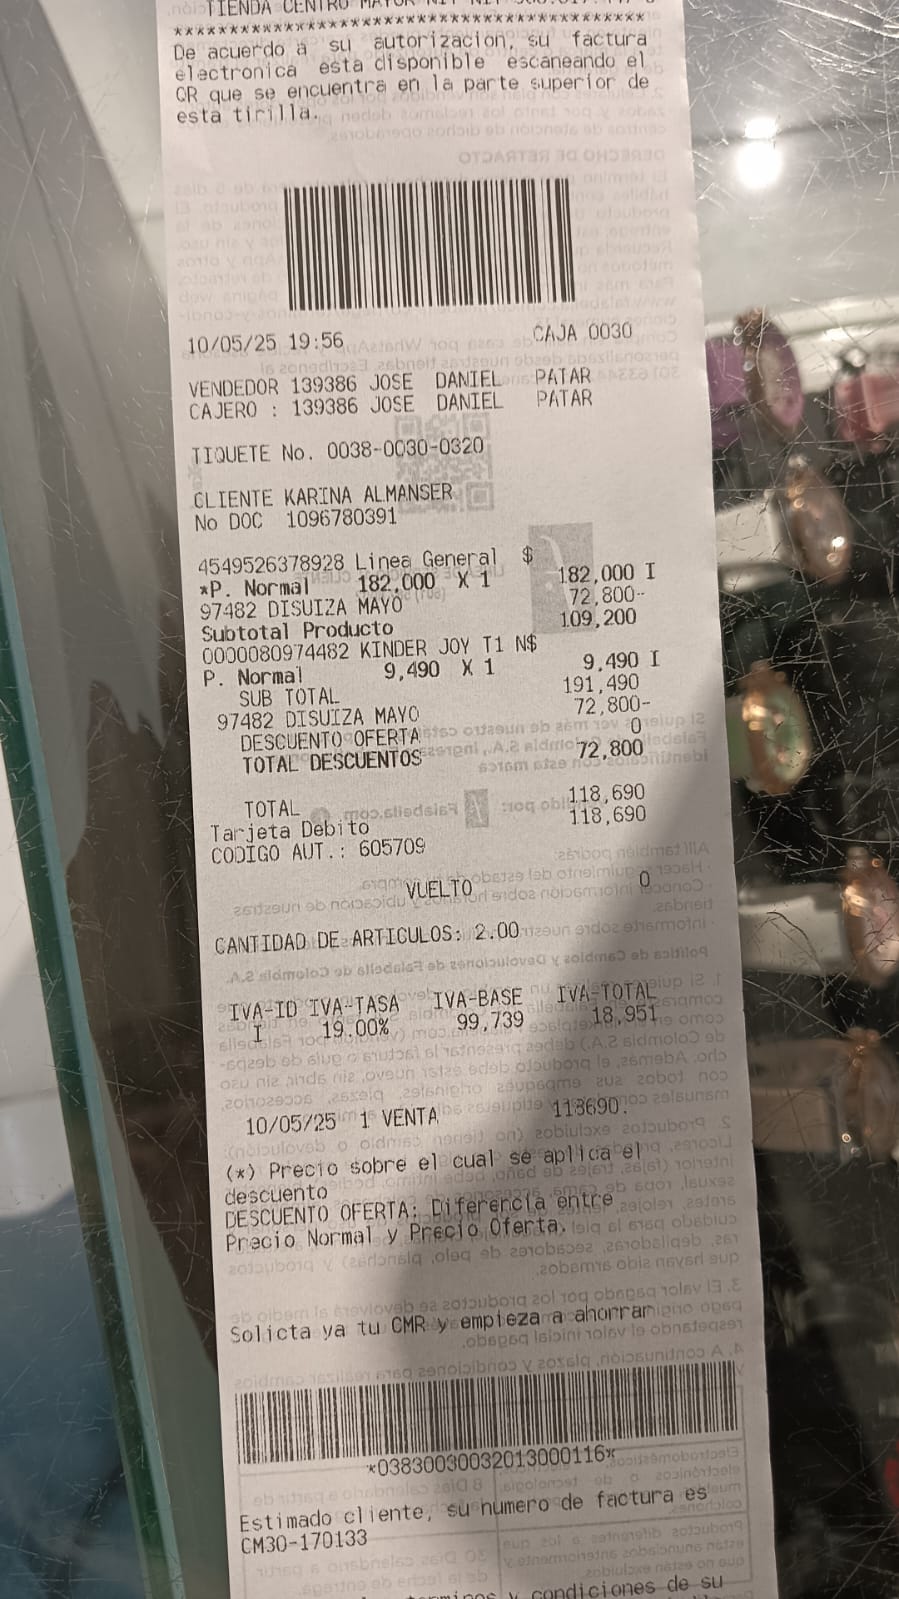 TIENDA CENTRO MAYOR NIT
*******************************************
De acuerdo a su autorizacion, su factura
electronica esta disponible escaneando el
QR que se encuentra en la parte superior de
esta tirilla.
10/05/25 19:56 CAJA 0030
VENDEDOR 139386 JOSE DANIEL PATAR
CAJERO : 139386 JOSE DANIEL PATAR
TIQUETE No. 0038-0030-0320
CLIENTE KARINA ALMANSER
No DOC 1096780391
4549526378928 Linea General $
*P. Normal 182,000 X 1 182,000 I
97482 DISUIZA MAYO 72,800-
Subtotal Producto 109,200
0000080974482 KINDER JOY T1 N$
P. Normal 9,490 X 1 9,490 I
SUB TOTAL 191,490
97482 DISUIZA MAYO 72,800-
DESCUENTO OFERTA 0
TOTAL DESCUENTOS 72,800
TOTAL 118,690
Tarjeta Debito 118,690
CODIGO AUT.: 605709
VUELTO 0
CANTIDAD DE ARTICULOS: 2.00
IVA-ID IVA-TASA IVA-BASE IVA-TOTAL
I 19.00% 99,739 18,951
10/05/25 1 VENTA 118690.
(*) Precio sobre el cual se aplica el
descuento
DESCUENTO OFERTA: Diferencia entre
Precio Normal y Precio Oferta.
Solicta ya tu CMR y empieza a ahorrar
*03830030032013000116*
Estimado cliente, su numero de factura es
CM30-170133
y condiciones de su